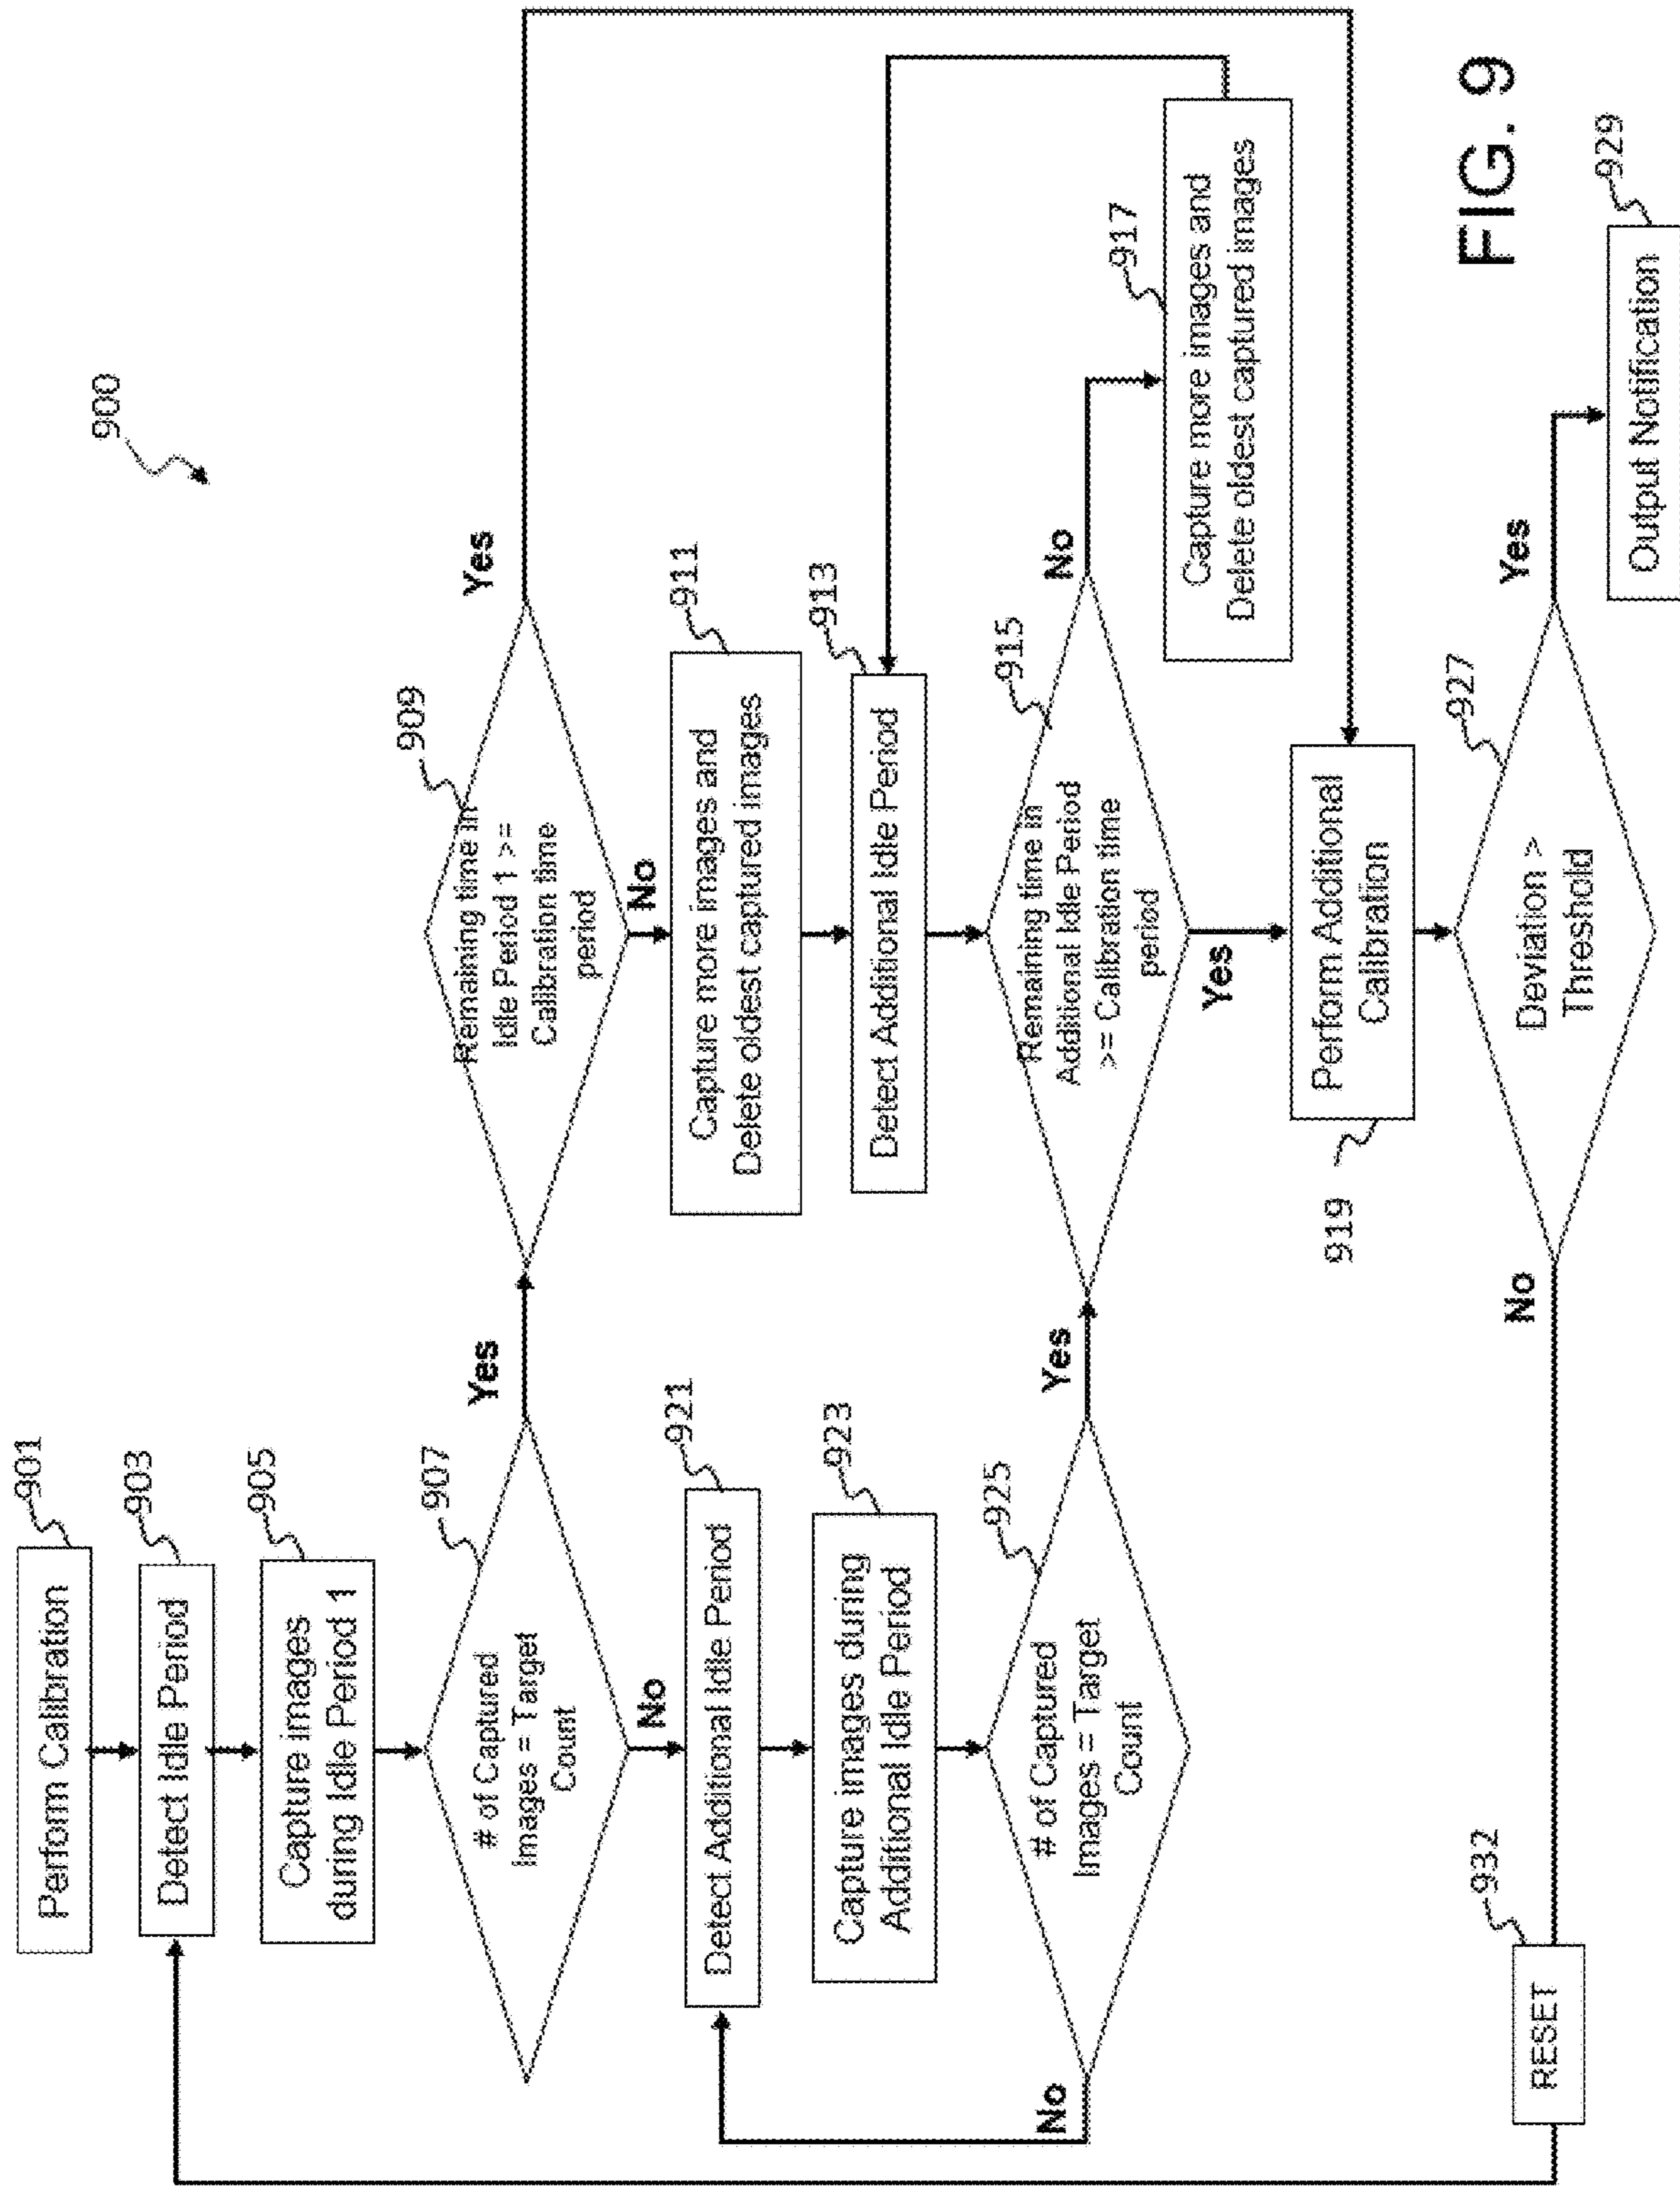 900
Perform Calibration
901
Detect Idle Period
903
Capture images
during Idle Period 1
905
# of Captured
Images = Target
Count
907
Yes
No
Remaining time in
Idle Period 1 >=
Calibration time
period
909
Yes
No
Capture more images and
Delete oldest captured images
911
Detect Additional Idle Period
913
Detect Additional Idle Period
921
Capture images during
Additional Idle Period
923
# of Captured
Images = Target
Count
925
No
Yes
Remaining time in
Additional Idle Period
>= Calibration time
period
915
No
Yes
Capture more images and
Delete oldest captured images
917
Perform Additional
Calibration
919
Deviation >
Threshold
927
No
Yes
RESET
932
Output Notification
929
FIG. 9